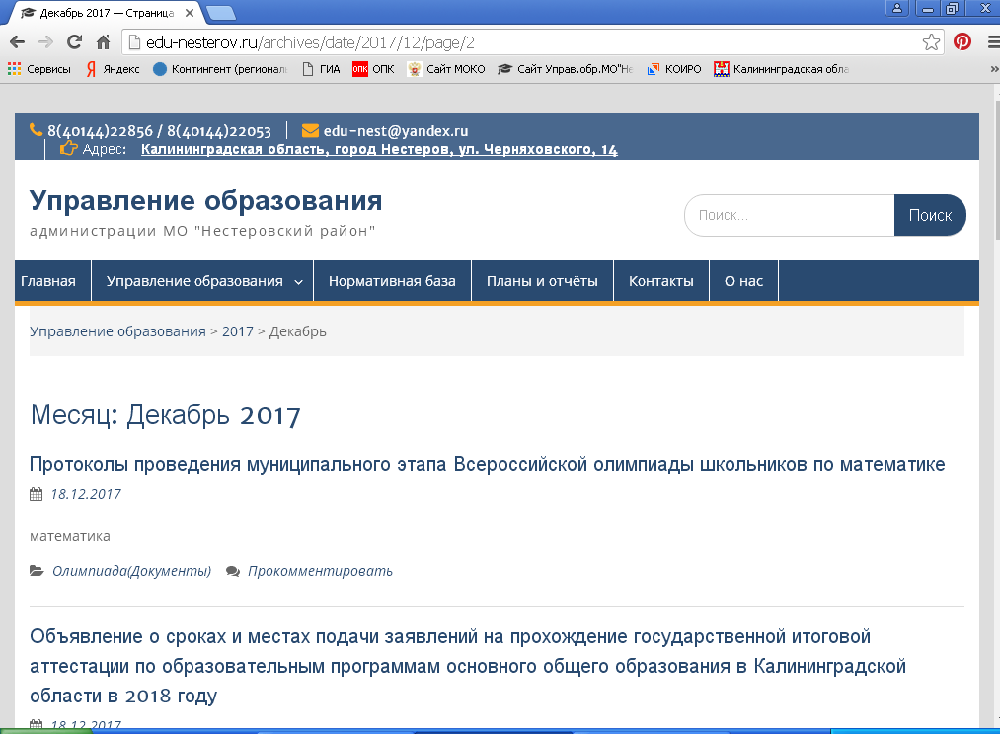 Декабрь 2017 — Страница
edu-nesterov.ru/archives/date/2017/12/page/2
Сервисы Яндекс Контингент (региональ ГИА ОПК ОПК Сайт МОКО Сайт Управ.обр.МО"Не КОИРО Калининградская обла »
8(40144)22856 / 8(40144)22053 edu-nest@yandex.ru
Адрес: Калининградская область, город Нестеров, ул. Черняховского, 14
Управление образования
администрации МО "Нестеровский район"
Поиск... Поиск
Главная Управление образования Нормативная база Планы и отчёты Контакты О нас
Управление образования > 2017 > Декабрь
Месяц: Декабрь 2017
Протоколы проведения муниципального этапа Всероссийской олимпиады школьников по математике
18.12.2017
математика
Олимпиада(Документы) Прокомментировать
Объявление о сроках и местах подачи заявлений на прохождение государственной итоговой
аттестации по образовательным программам основного общего образования в Калининградской
области в 2018 году
18.12.2017